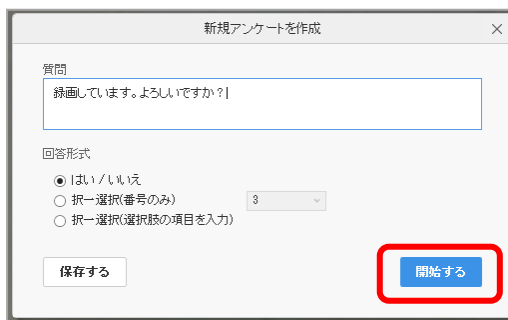 新規アンケートを作成
質問
録画しています。よろしいですか？
回答形式
はい / いいえ
択一選択(番号のみ) 3
択一選択(選択肢の項目を入力)
保存する 開始する